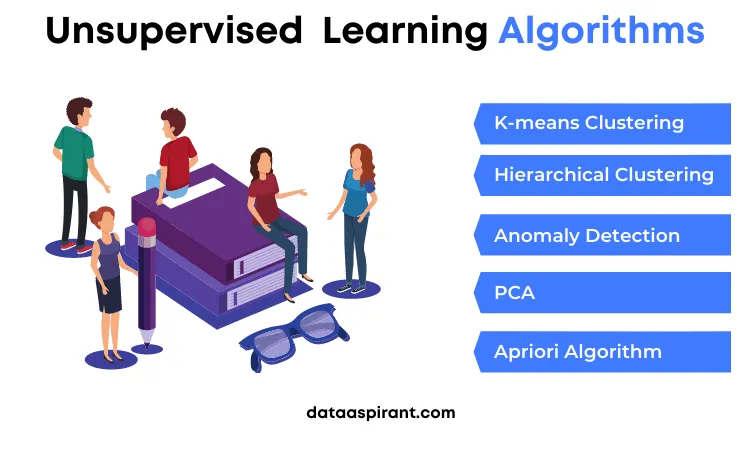 Unsupervised Learning Algorithms
K-means Clustering
Hierarchical Clustering
Anomaly Detection
PCA
Apriori Algorithm
dataaspirant.com